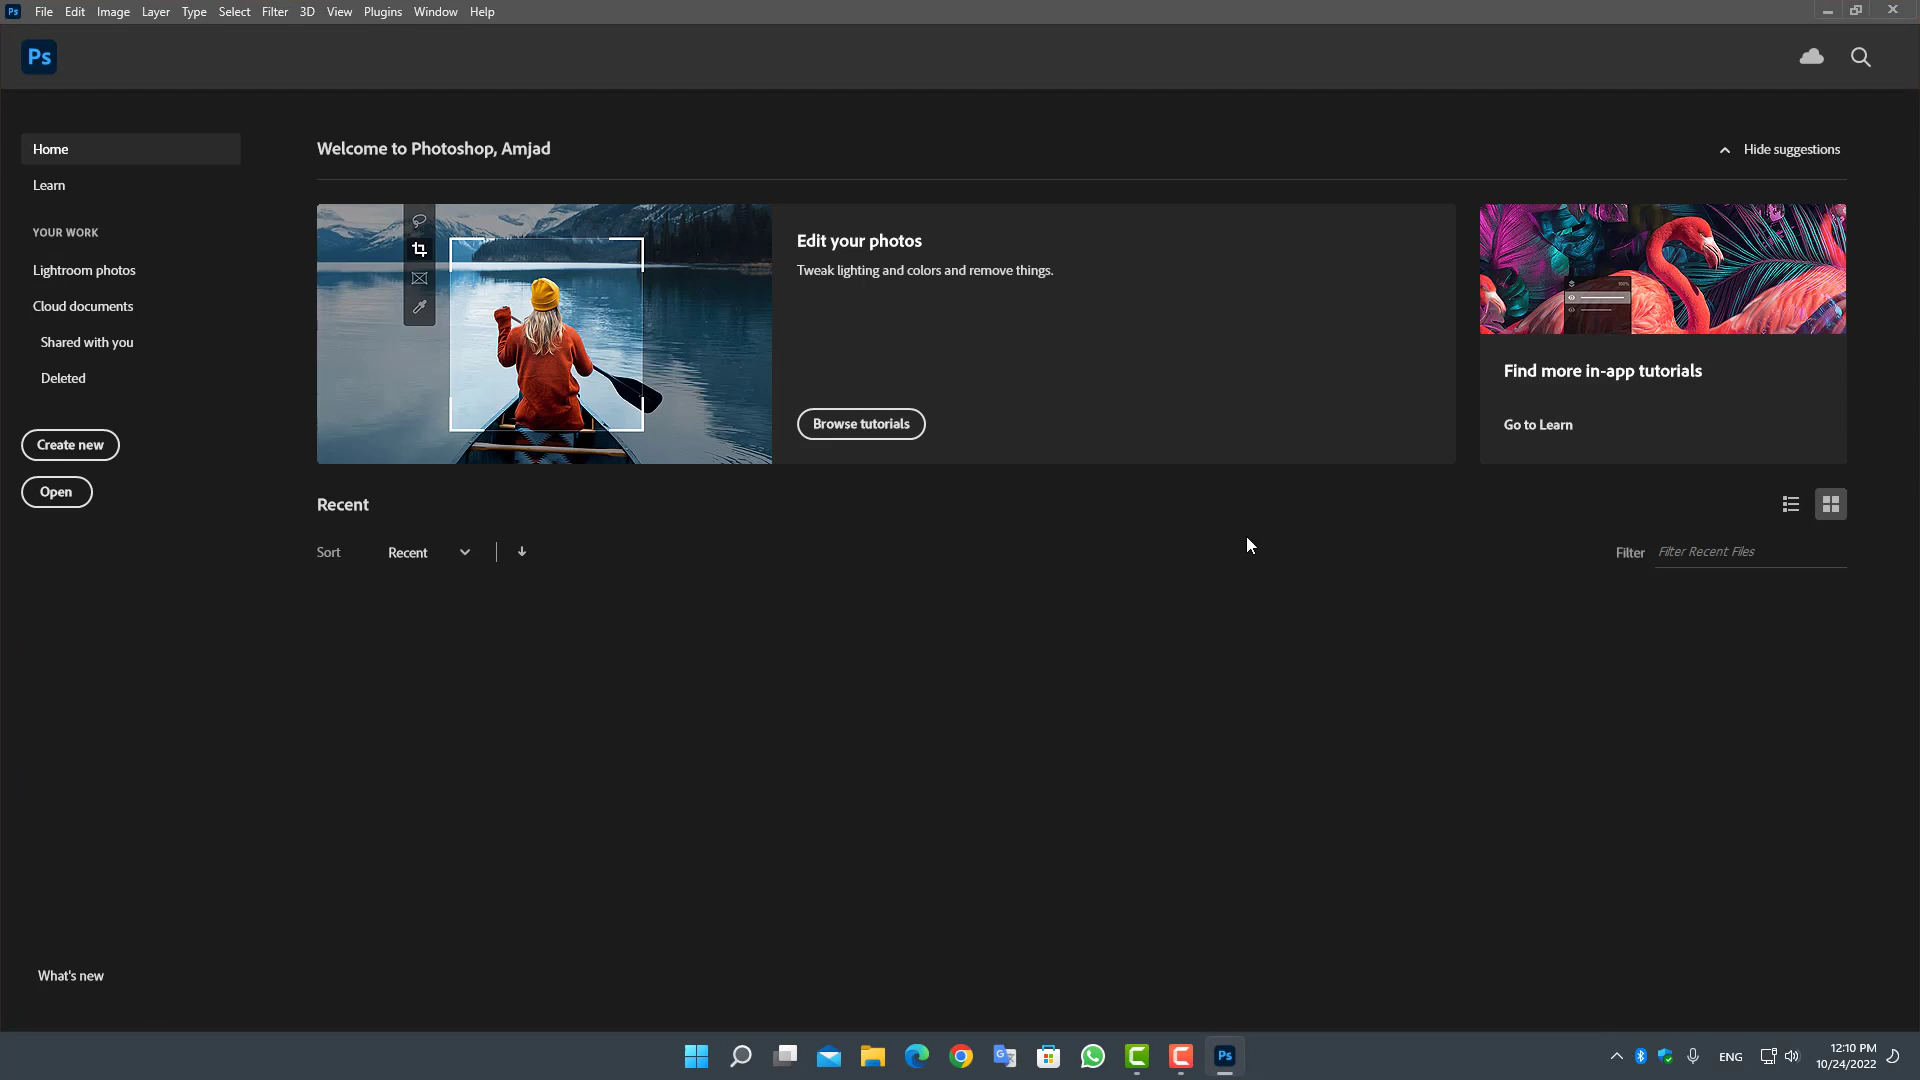 Ps File Edit Image Layer Type Select Filter 3D View Plugins Window Help
Ps
Home
Learn
YOUR WORK
Lightroom photos
Cloud documents
Shared with you
Deleted
Create new
Open
What's new
Welcome to Photoshop, Amjad
Hide suggestions
Edit your photos
Tweak lighting and colors and remove things.
Browse tutorials
100%
Find more in-app tutorials
Go to Learn
Recent
Sort Recent
Filter Filter Recent Files
Ps
ENG
12:10 PM
10/24/2022